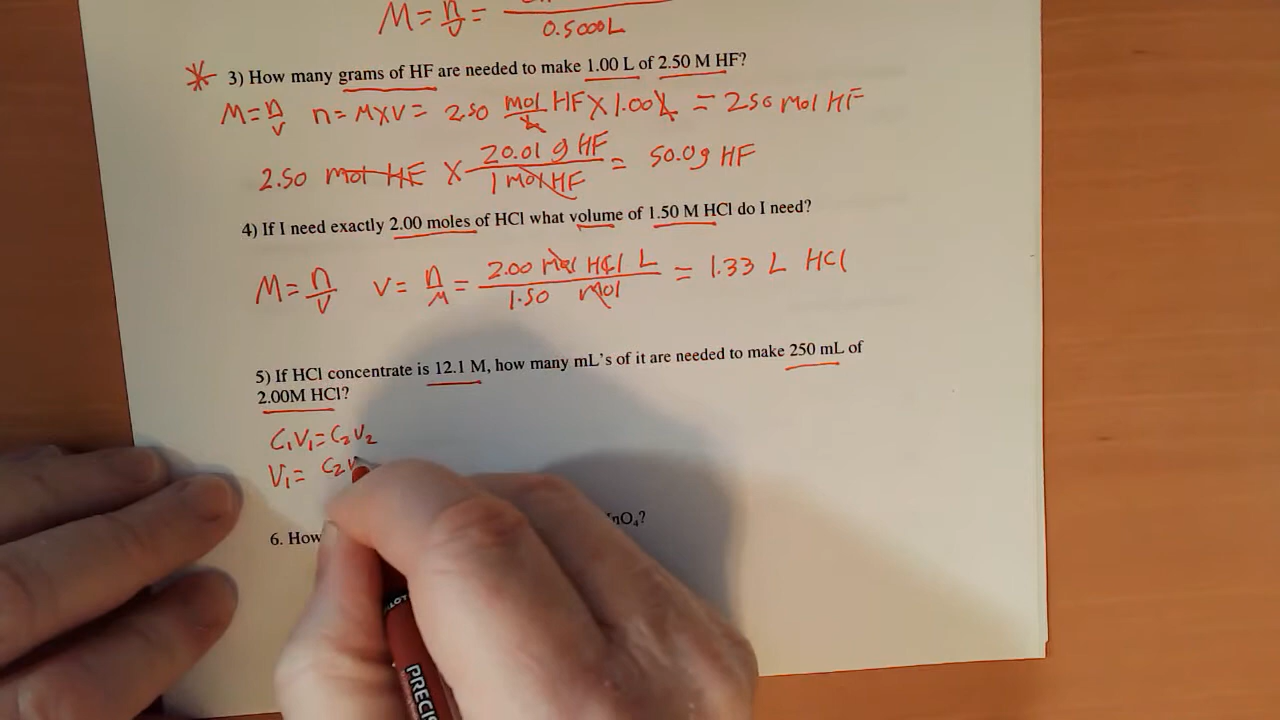 M = n/v =
0.5000L
* 3) How many grams of HF are needed to make 1.00 L of 2.50 M HF?
M = n/v n = M x V = 2.50 mol/L HF x 1.00 L = 2.50 mol HF
2.50 mol HF x 20.01 g HF / 1 mol HF = 50.0g HF
4) If I need exactly 2.00 moles of HCl what volume of 1.50 M HCl do I need?
M = n/V V = n/M = 2.00 mol HCl L / 1.50 mol = 1.33 L HCl
5) If HCl concentrate is 12.1 M, how many mL's of it are needed to make 250 mL of
2.00M HCl?
C₁V₁ = C₂V₂
V₁ = C₂V
6. How nO₄?
PRECIS